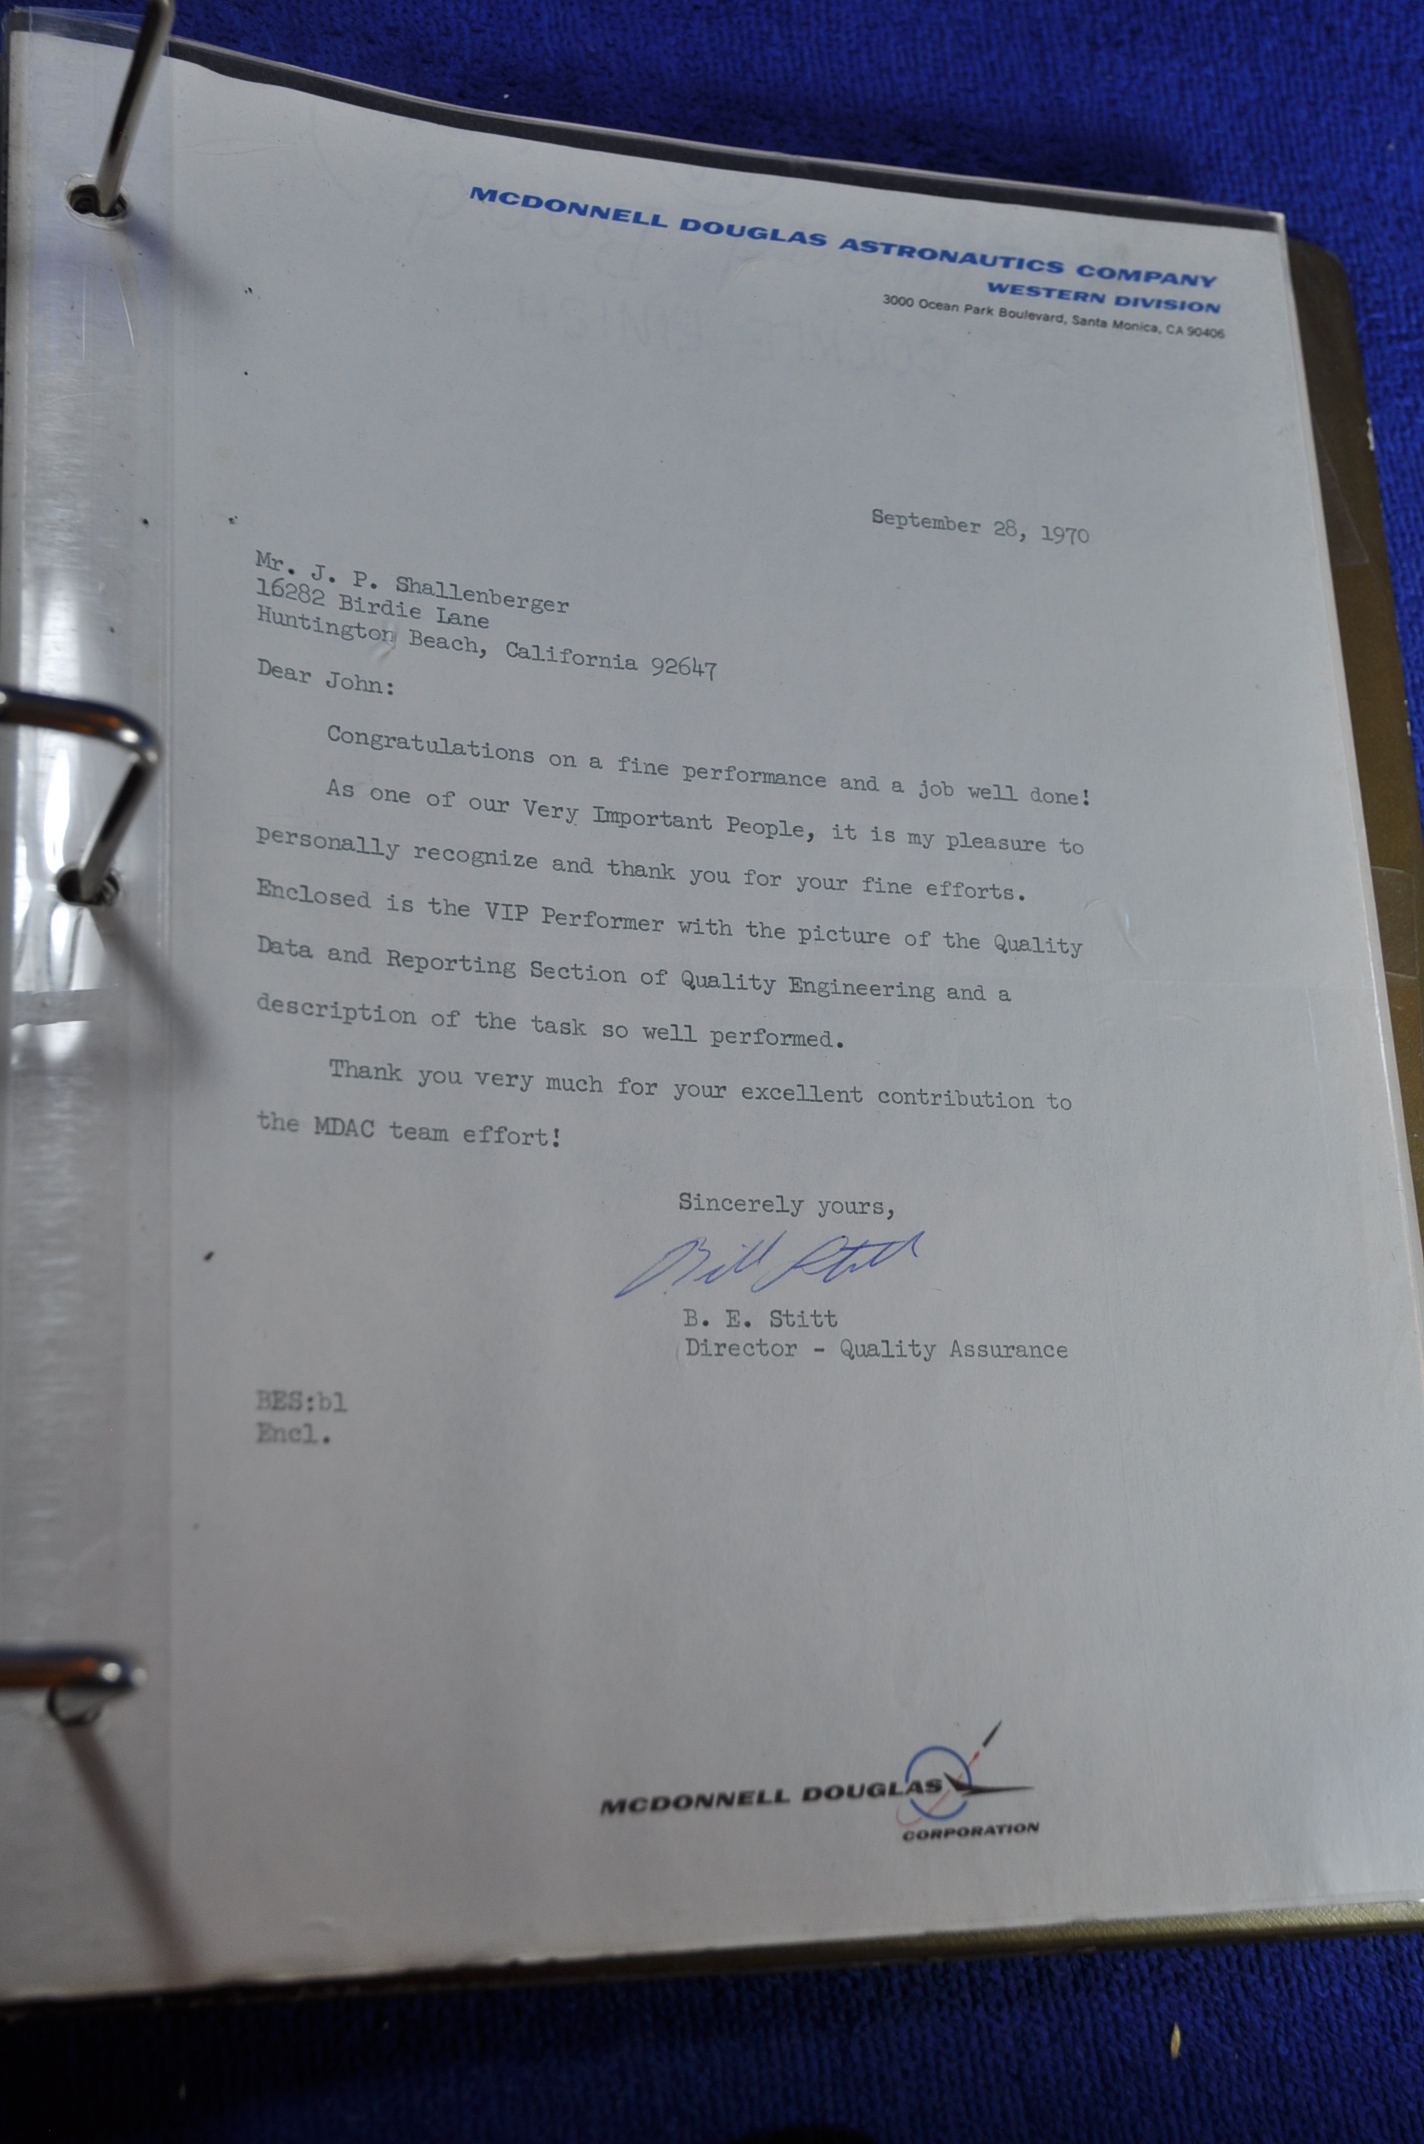 MCDONNELL DOUGLAS ASTRONAUTICS COMPANY
WESTERN DIVISION
3000 Ocean Park Boulevard, Santa Monica, CA 90406
September 28, 1970
Mr. J. P. Shallenberger
16282 Birdie Lane
Huntington Beach, California 92647
Dear John:
Congratulations on a fine performance and a job well done!
As one of our Very Important People, it is my pleasure to
personally recognize and thank you for your fine efforts.
Enclosed is the VIP Performer with the picture of the Quality
Data and Reporting Section of Quality Engineering and a
description of the task so well performed.
Thank you very much for your excellent contribution to
the MDAC team effort!
Sincerely yours,
Bill Stitt
B. E. Stitt
Director - Quality Assurance
BES:bl
Encl.
MCDONNELL DOUGLAS
CORPORATION